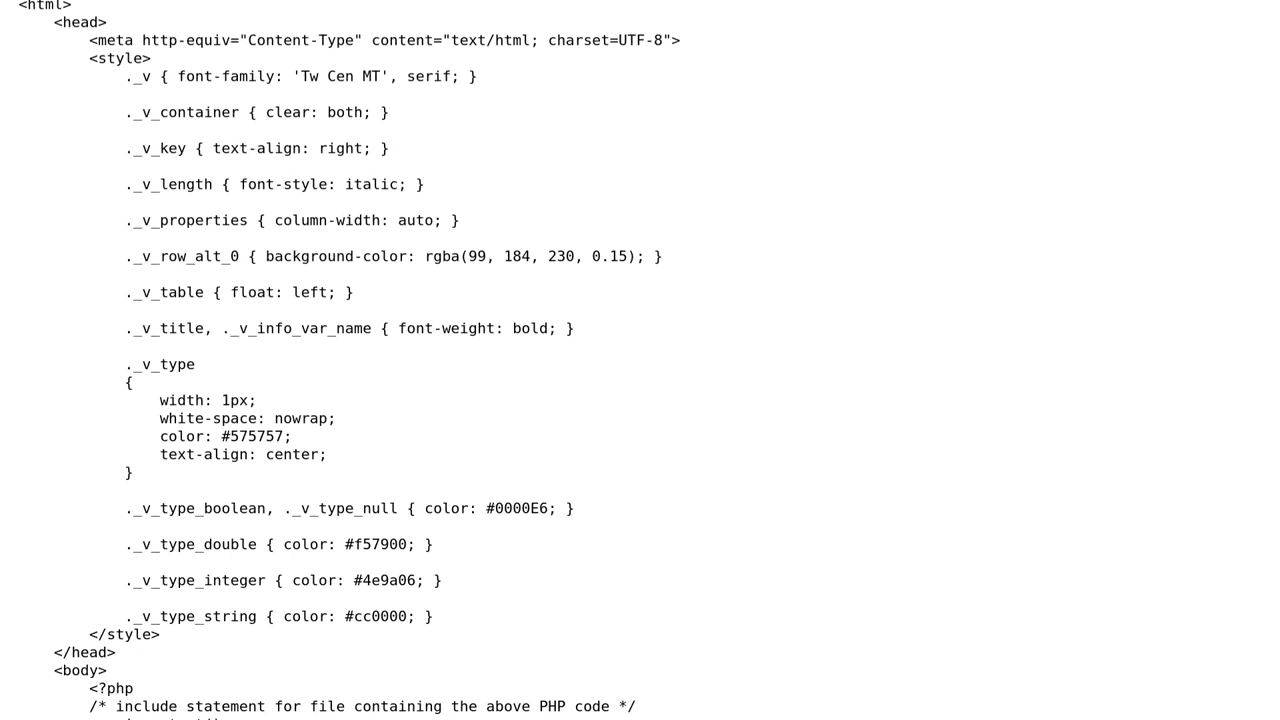 <html>
    <head>
        <meta http-equiv="Content-Type" content="text/html; charset=UTF-8">
        <style>
            ._v { font-family: 'Tw Cen MT', serif; }

            ._v_container { clear: both; }

            ._v_key { text-align: right; }

            ._v_length { font-style: italic; }

            ._v_properties { column-width: auto; }

            ._v_row_alt_0 { background-color: rgba(99, 184, 230, 0.15); }

            ._v_table { float: left; }

            ._v_title, ._v_info_var_name { font-weight: bold; }

            ._v_type
            {
                width: 1px;
                white-space: nowrap;
                color: #575757;
                text-align: center;
            }

            ._v_type_boolean, ._v_type_null { color: #0000E6; }

            ._v_type_double { color: #f57900; }

            ._v_type_integer { color: #4e9a06; }

            ._v_type_string { color: #cc0000; }
        </style>
    </head>
    <body>
        <?php
        /* include statement for file containing the above PHP code */